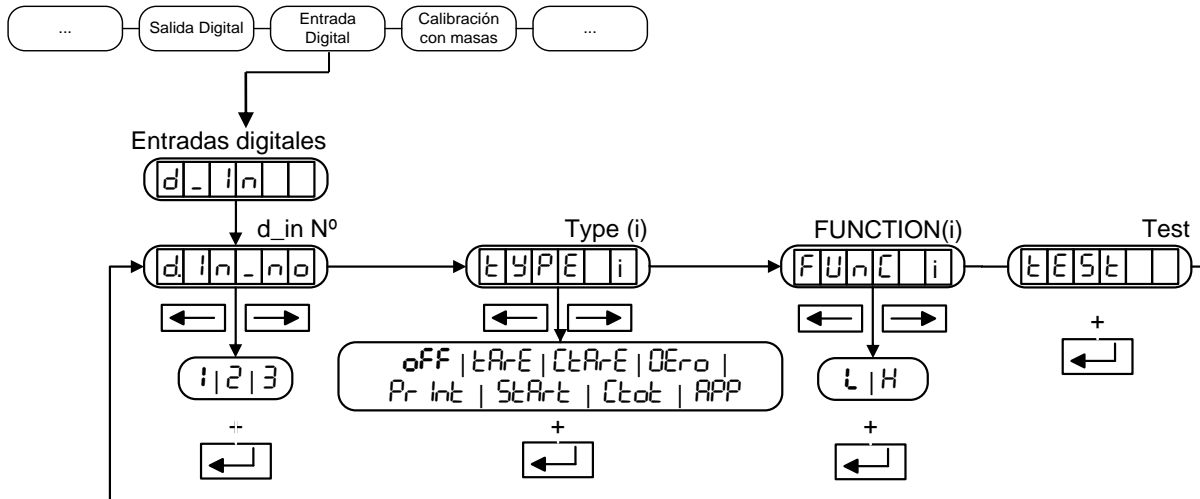 ...
Salida Digital
Entrada
Digital
Calibración
con masas
...
Entradas digitales
d_In
d_in Nº
d.In_no
Type (i)
tYPE i
FUNCTION(i)
FUnC i
Test
tESt
1|2|3
oFF | tArE | CtArE | 0Ero |
Pr Int | StArt | Ctot | APP
L | H
+
+
+
+